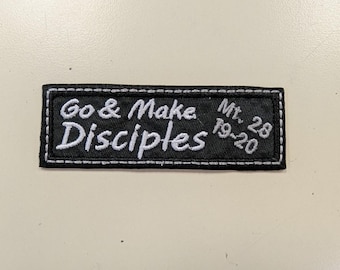 Go & Make
Disciples
Mt. 28
19-20